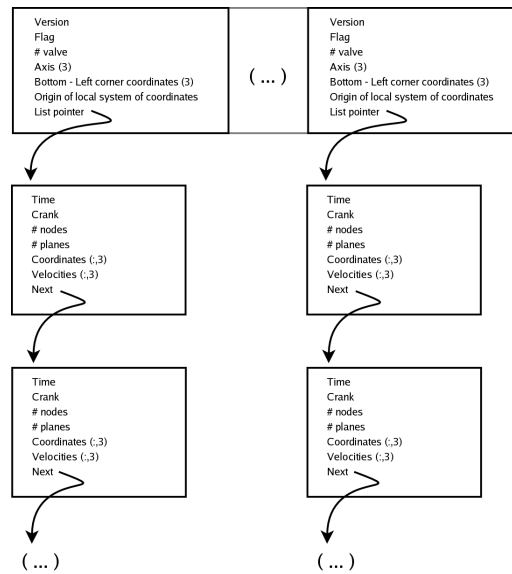 Version
Flag
# valve
Axis (3)
Bottom - Left corner coordinates (3)
Origin of local system of coordinates
List pointer
( ... )
Version
Flag
# valve
Axis (3)
Bottom - Left corner coordinates (3)
Origin of local system of coordinates
List pointer
Time
Crank
# nodes
# planes
Coordinates (:,3)
Velocities (:,3)
Next
Time
Crank
# nodes
# planes
Coordinates (:,3)
Velocities (:,3)
Next
Time
Crank
# nodes
# planes
Coordinates (:,3)
Velocities (:,3)
Next
Time
Crank
# nodes
# planes
Coordinates (:,3)
Velocities (:,3)
Next
( ... )
( ... )